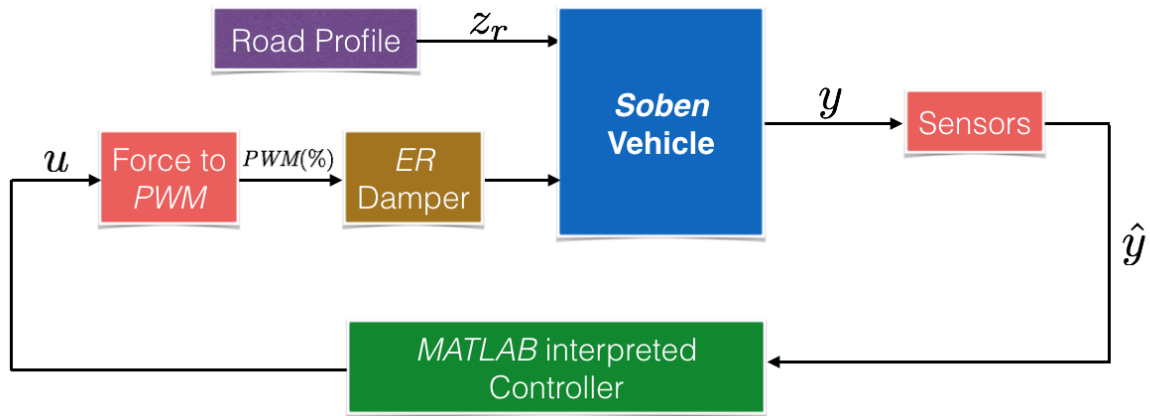 Road Profile
z_r
Soben
Vehicle
y
Sensors
u
Force to
PWM
PWM(%)
ER
Damper
ŷ
MATLAB interpreted
Controller